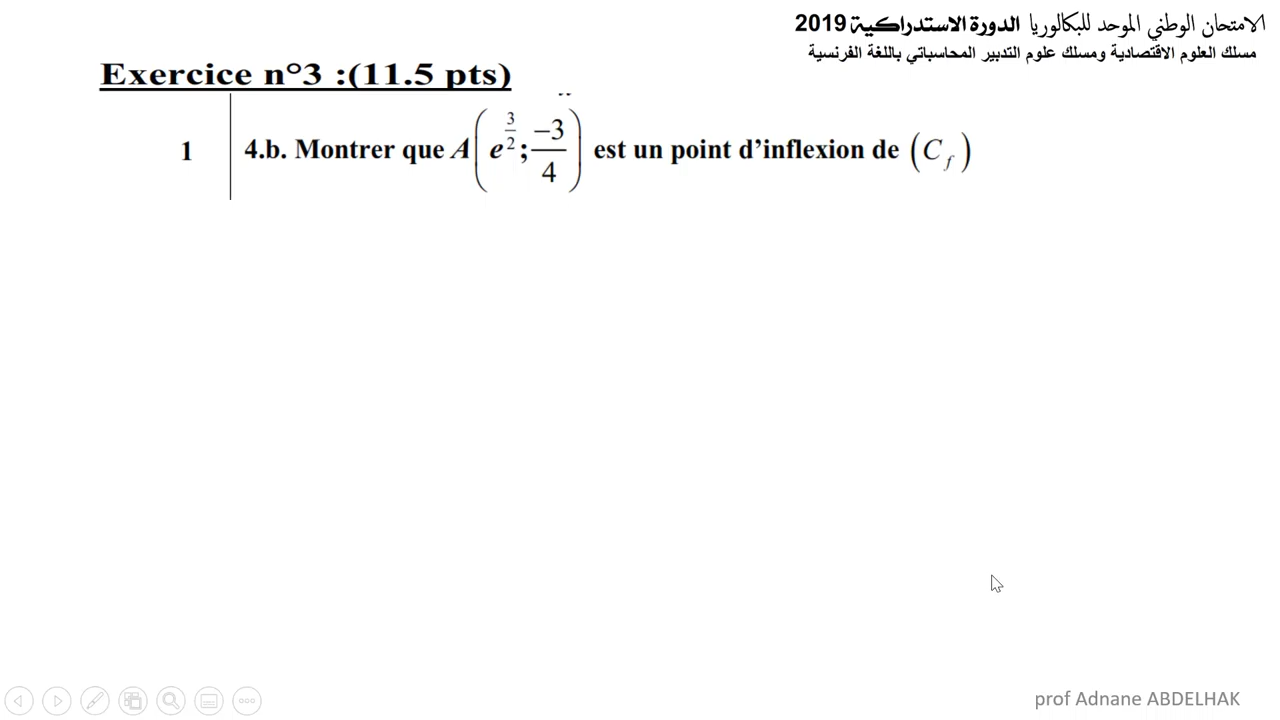 الامتحان الوطني الموحد للبكالوريا الدورة الاستدراكية 2019
مسلك العلوم الاقتصادية ومسلك علوم التدبير المحاسباتي باللغة الفرنسية
Exercice n°3 :(11.5 pts)
1 4.b. Montrer que A(e^{3/2};-3/4) est un point d’inflexion de (C_f)
prof Adnane ABDELHAK